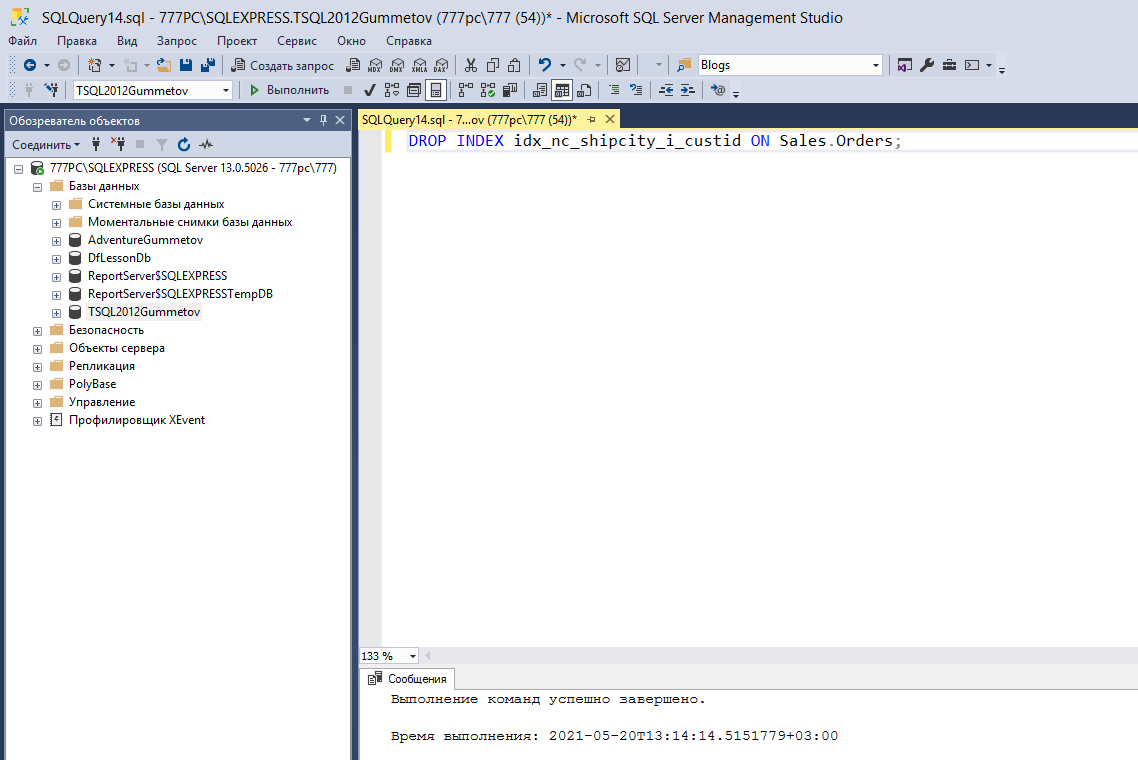 SQLQuery14.sql - 777PC\SQLEXPRESS.TSQL2012Gummetov (777pc\777 (54))* - Microsoft SQL Server Management Studio
Файл Правка Вид Запрос Проект Сервис Окно Справка
Создать запрос MDX DMX XMLA DAX Blogs
TSQL2012Gummetov Выполнить
Обозреватель объектов
SQLQuery14.sql - 7...ov (777pc\777 (54))*
Соединить
DROP INDEX idx_nc_shipcity_i_custid ON Sales.Orders;
777PC\SQLEXPRESS (SQL Server 13.0.5026 - 777pc\777)
Базы данных
Системные базы данных
Моментальные снимки базы данных
AdventureGummetov
DfLessonDb
ReportServer$SQLEXPRESS
ReportServer$SQLEXPRESSTempDB
TSQL2012Gummetov
Безопасность
Объекты сервера
Репликация
PolyBase
Управление
Профилировщик XEvent
133 %
Сообщения
Выполнение команд успешно завершено.
Время выполнения: 2021-05-20T13:14:14.5151779+03:00